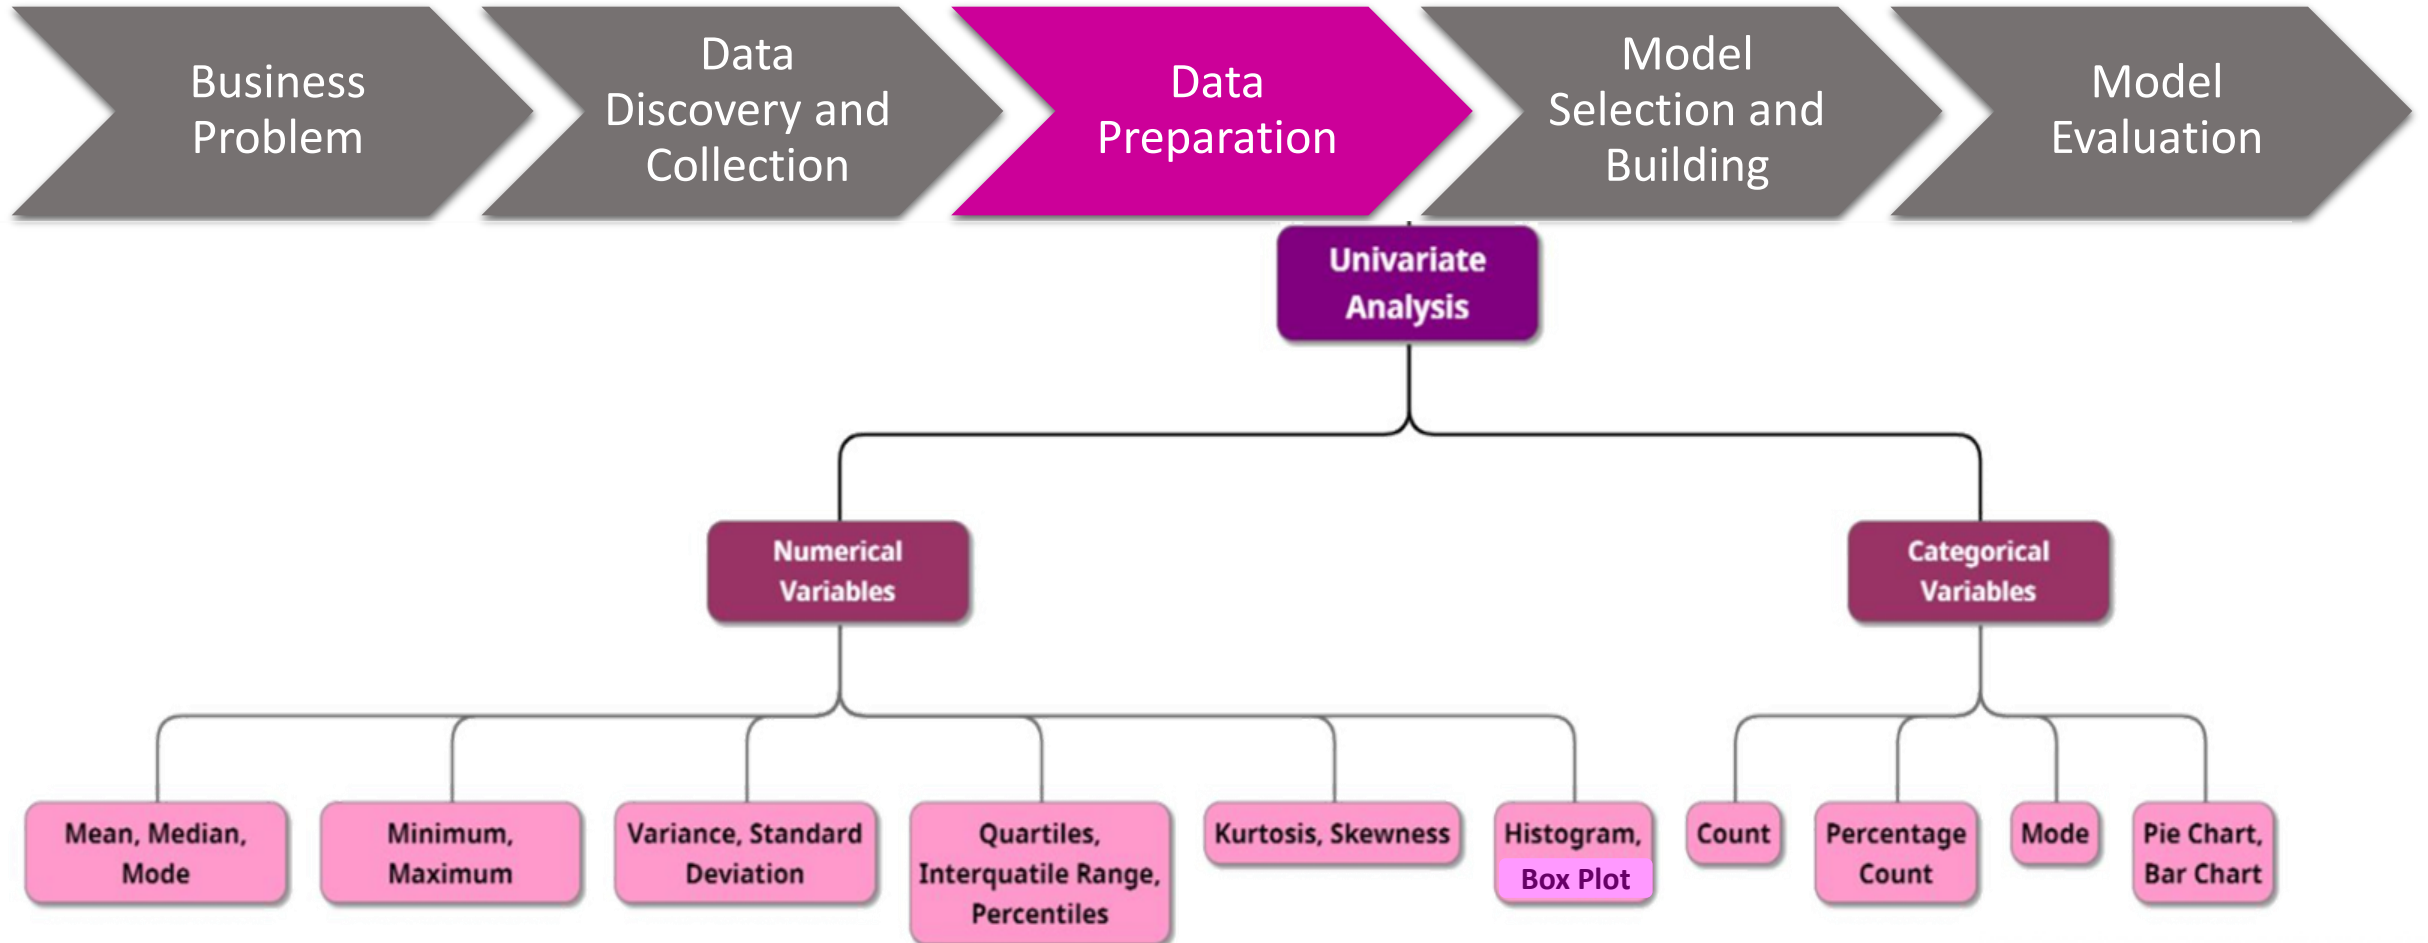 Business
Problem
Data
Discovery and
Collection
Data
Preparation
Model
Selection and
Building
Model
Evaluation
Univariate
Analysis
Numerical
Variables
Categorical
Variables
Mean, Median,
Mode
Minimum,
Maximum
Variance, Standard
Deviation
Quartiles,
Interquatile Range,
Percentiles
Kurtosis, Skewness
Histogram,
Box Plot
Count
Percentage
Count
Mode
Pie Chart,
Bar Chart